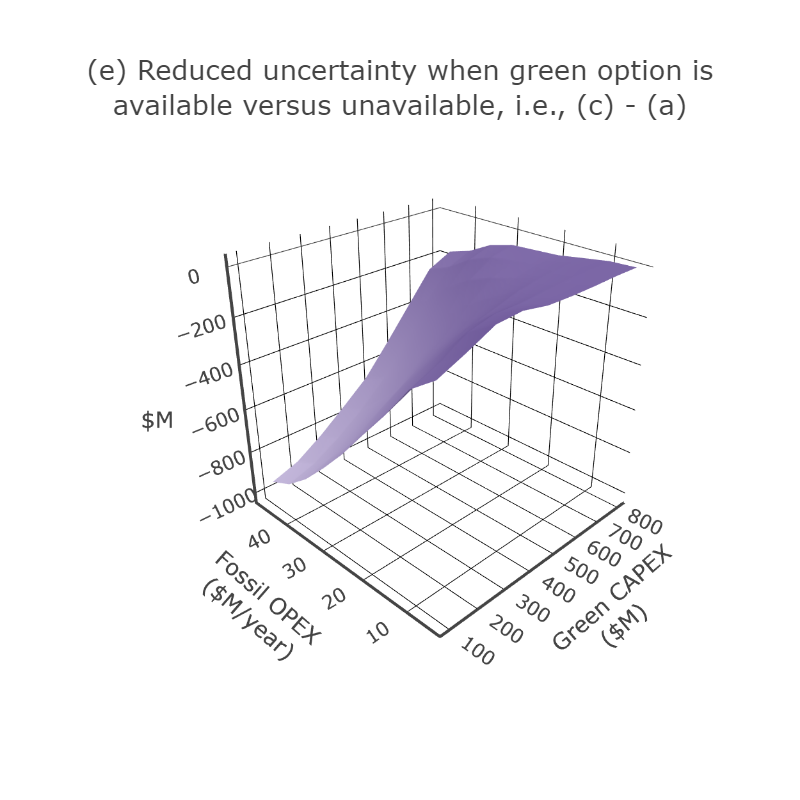 (e) Reduced uncertainty when green option is
available versus unavailable, i.e., (c) - (a)
0
−200
−400
$M
−600
−800
−1000
40
30
20
10
Fossil OPEX
($M/year)
800
700
600
500
400
300
200
100
Green CAPEX
($M)